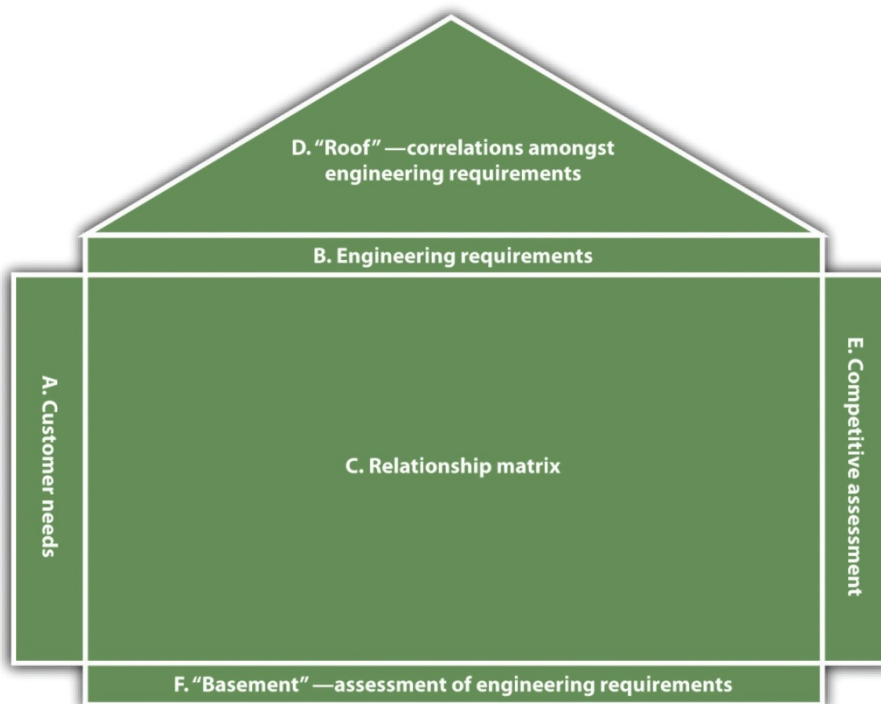 D. “Roof” —correlations amongst
engineering requirements
B. Engineering requirements
A. Customer needs
C. Relationship matrix
E. Competitive assessment
F. “Basement” —assessment of engineering requirements